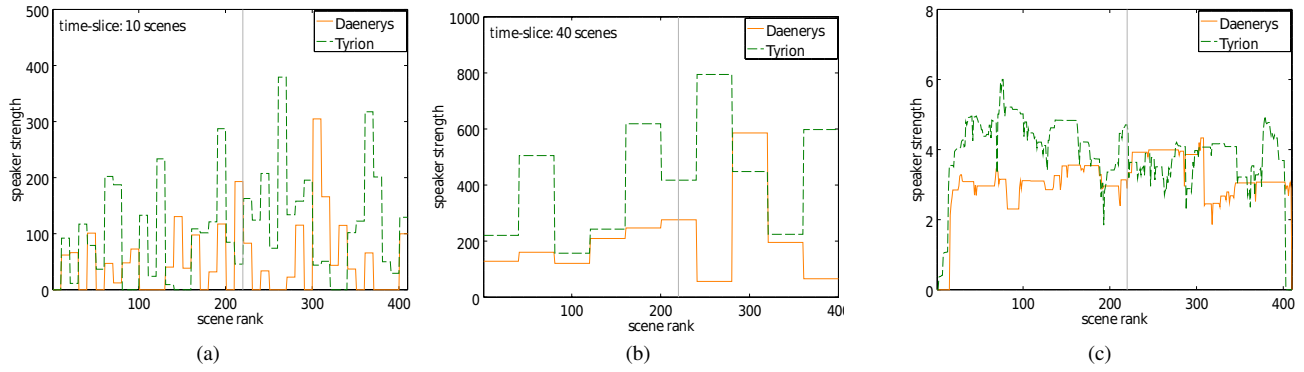 500
400
300
200
100
0
100
200
300
400
speaker strength
scene rank
time-slice: 10 scenes
Daenerys
Tyrion
(a)
1000
800
600
400
200
0
0
100
200
300
400
speaker strength
scene rank
time-slice: 40 scenes
Daenerys
Tyrion
(b)
8
6
4
2
0
100
200
300
400
speaker strength
scene rank
Daenerys
Tyrion
(c)